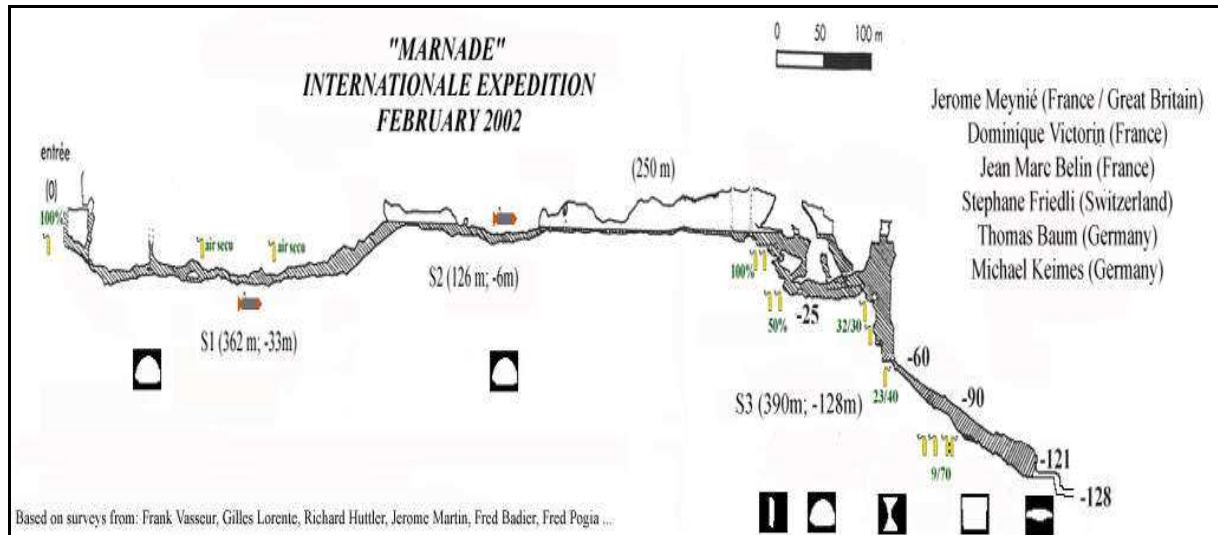 "MARNADE"
INTERNATIONALE EXPEDITION
FEBRUARY 2002
0 50 100 m
Jerome Meynié (France / Great Britain)
Dominique Victorin (France)
Jean Marc Belin (France)
Stephane Friedli (Switzerland)
Thomas Baum (Germany)
Michael Keimes (Germany)
entrée
(0)
100%
air secu
air secu
S1 (362 m; -33m)
S2 (126 m; -6m)
(250 m)
100%
50%
-25
32/30
-60
23/40
-90
S3 (390m; -128m)
9/70
-121
-128
Based on surveys from: Frank Vasseur, Gilles Lorente, Richard Huttler, Jerome Martin, Fred Badier, Fred Pogia ...